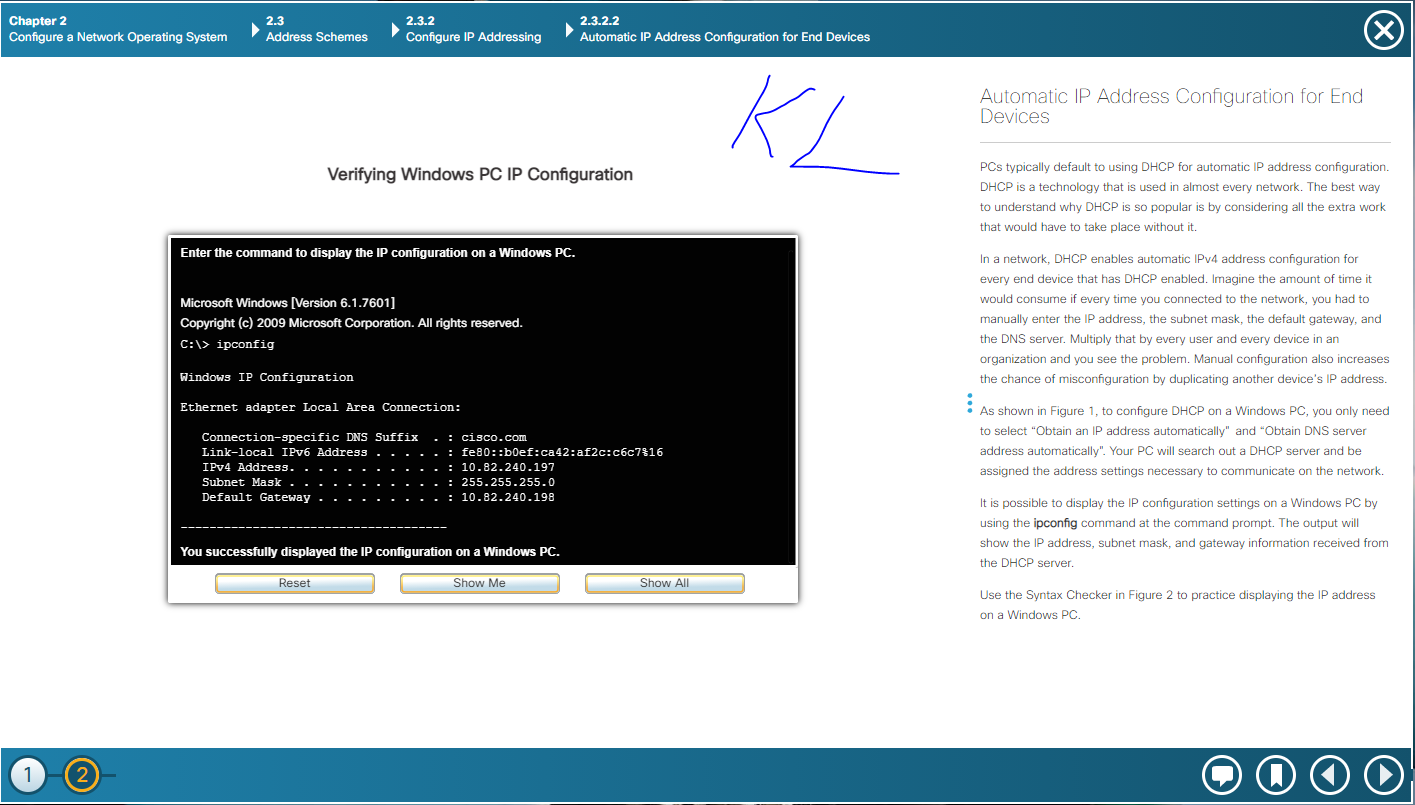 Chapter 2
Configure a Network Operating System
2.3
Address Schemes
2.3.2
Configure IP Addressing
2.3.2.2
Automatic IP Address Configuration for End Devices
KL
Verifying Windows PC IP Configuration
Enter the command to display the IP configuration on a Windows PC.
Microsoft Windows [Version 6.1.7601]
Copyright (c) 2009 Microsoft Corporation. All rights reserved.
C:\> ipconfig
Windows IP Configuration
Ethernet adapter Local Area Connection:
Connection-specific DNS Suffix . : cisco.com
Link-local IPv6 Address . . . . . : fe80::b0ef:ca42:af2c:c6c7%16
IPv4 Address. . . . . . . . . . . : 10.82.240.197
Subnet Mask . . . . . . . . . . . : 255.255.255.0
Default Gateway . . . . . . . . . : 10.82.240.198
-------------------------------------
You successfully displayed the IP configuration on a Windows PC.
Reset
Show Me
Show All
Automatic IP Address Configuration for End
Devices
PCs typically default to using DHCP for automatic IP address configuration.
DHCP is a technology that is used in almost every network. The best way
to understand why DHCP is so popular is by considering all the extra work
that would have to take place without it.
In a network, DHCP enables automatic IPv4 address configuration for
every end device that has DHCP enabled. Imagine the amount of time it
would consume if every time you connected to the network, you had to
manually enter the IP address, the subnet mask, the default gateway, and
the DNS server. Multiply that by every user and every device in an
organization and you see the problem. Manual configuration also increases
the chance of misconfiguration by duplicating another device's IP address.
As shown in Figure 1, to configure DHCP on a Windows PC, you only need
to select “Obtain an IP address automatically” and “Obtain DNS server
address automatically”. Your PC will search out a DHCP server and be
assigned the address settings necessary to communicate on the network.
It is possible to display the IP configuration settings on a Windows PC by
using the ipconfig command at the command prompt. The output will
show the IP address, subnet mask, and gateway information received from
the DHCP server.
Use the Syntax Checker in Figure 2 to practice displaying the IP address
on a Windows PC.
1
2